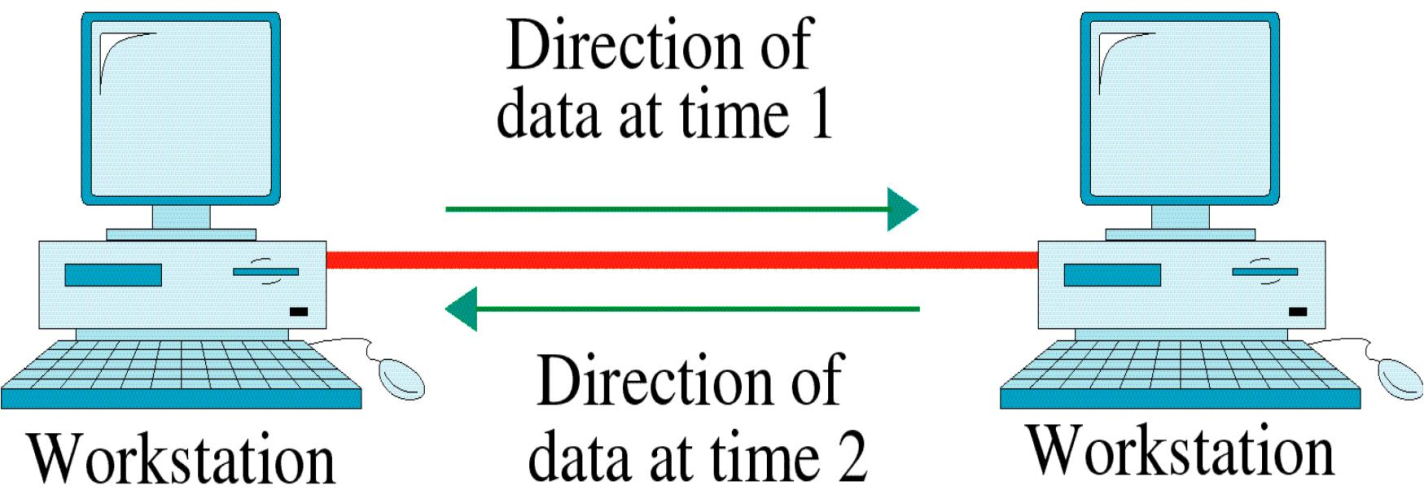 Direction of
data at time 1
Direction of
data at time 2
Workstation
Workstation